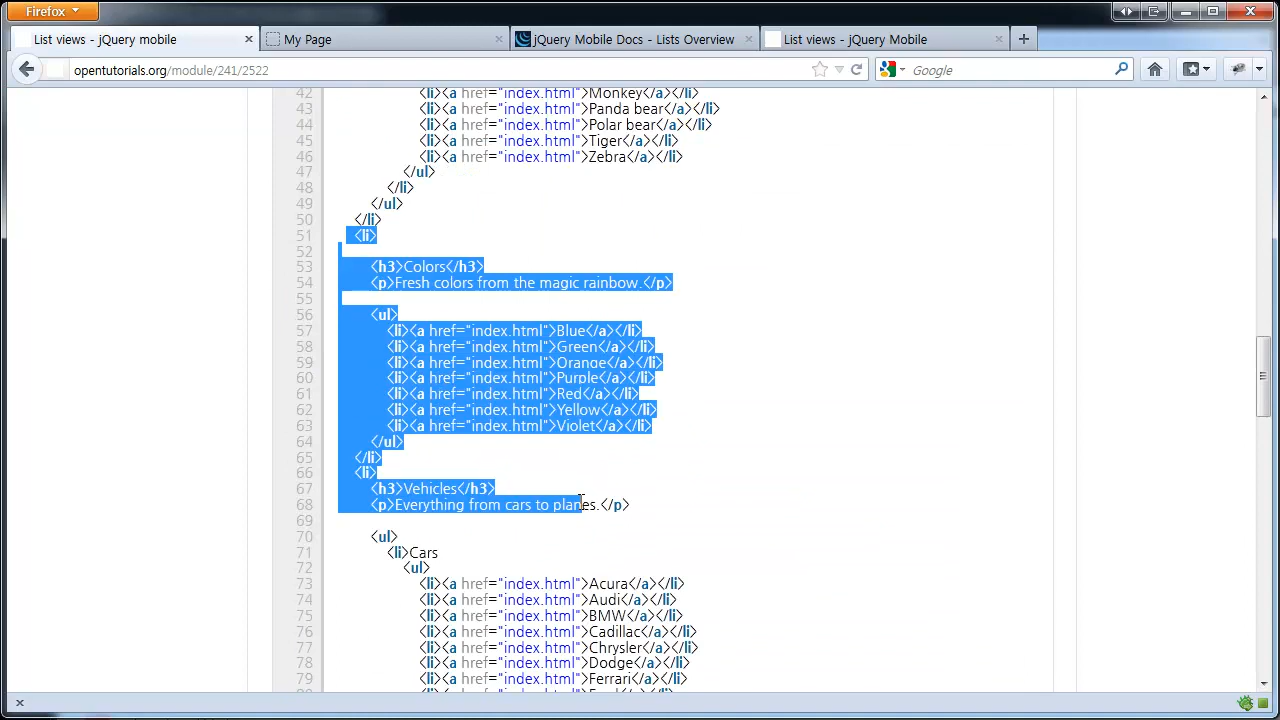 Firefox
List views - jQuery mobile
My Page
jQuery Mobile Docs - Lists Overview
List views - jQuery Mobile
opentutorials.org/module/241/2522
Google
42 <li><a href="index.html">Monkey</a></li>
43 <li><a href="index.html">Panda bear</a></li>
44 <li><a href="index.html">Polar bear</a></li>
45 <li><a href="index.html">Tiger</a></li>
46 <li><a href="index.html">Zebra</a></li>
47 </ul>
48 </li>
49 </ul>
50 </li>
51 <li>
52
53 <h3>Colors</h3>
54 <p>Fresh colors from the magic rainbow.</p>
55
56 <ul>
57 <li><a href="index.html">Blue</a></li>
58 <li><a href="index.html">Green</a></li>
59 <li><a href="index.html">Orange</a></li>
60 <li><a href="index.html">Purple</a></li>
61 <li><a href="index.html">Red</a></li>
62 <li><a href="index.html">Yellow</a></li>
63 <li><a href="index.html">Violet</a></li>
64 </ul>
65 </li>
66 <li>
67 <h3>Vehicles</h3>
68 <p>Everything from cars to planes.</p>
69
70 <ul>
71 <li>Cars
72 <ul>
73 <li><a href="index.html">Acura</a></li>
74 <li><a href="index.html">Audi</a></li>
75 <li><a href="index.html">BMW</a></li>
76 <li><a href="index.html">Cadillac</a></li>
77 <li><a href="index.html">Chrysler</a></li>
78 <li><a href="index.html">Dodge</a></li>
79 <li><a href="index.html">Ferrari</a></li>